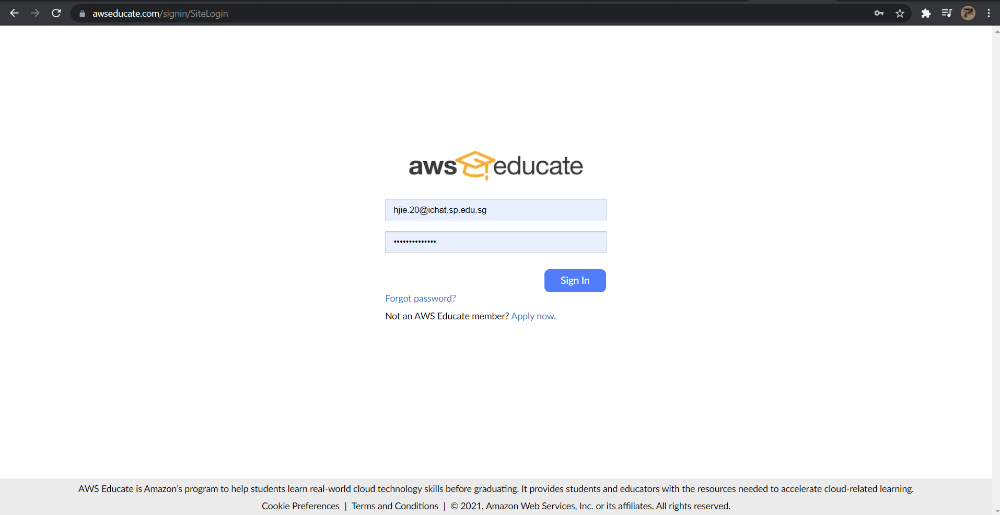 awseducate.com/signin/SiteLogin
aws educate
hjie.20@ichat.sp.edu.sg
••••••••••••••
Sign In
Forgot password?
Not an AWS Educate member? Apply now.
AWS Educate is Amazon’s program to help students learn real-world cloud technology skills before graduating. It provides students and educators with the resources needed to accelerate cloud-related learning.
Cookie Preferences | Terms and Conditions | © 2021, Amazon Web Services, Inc. or its affiliates. All rights reserved.